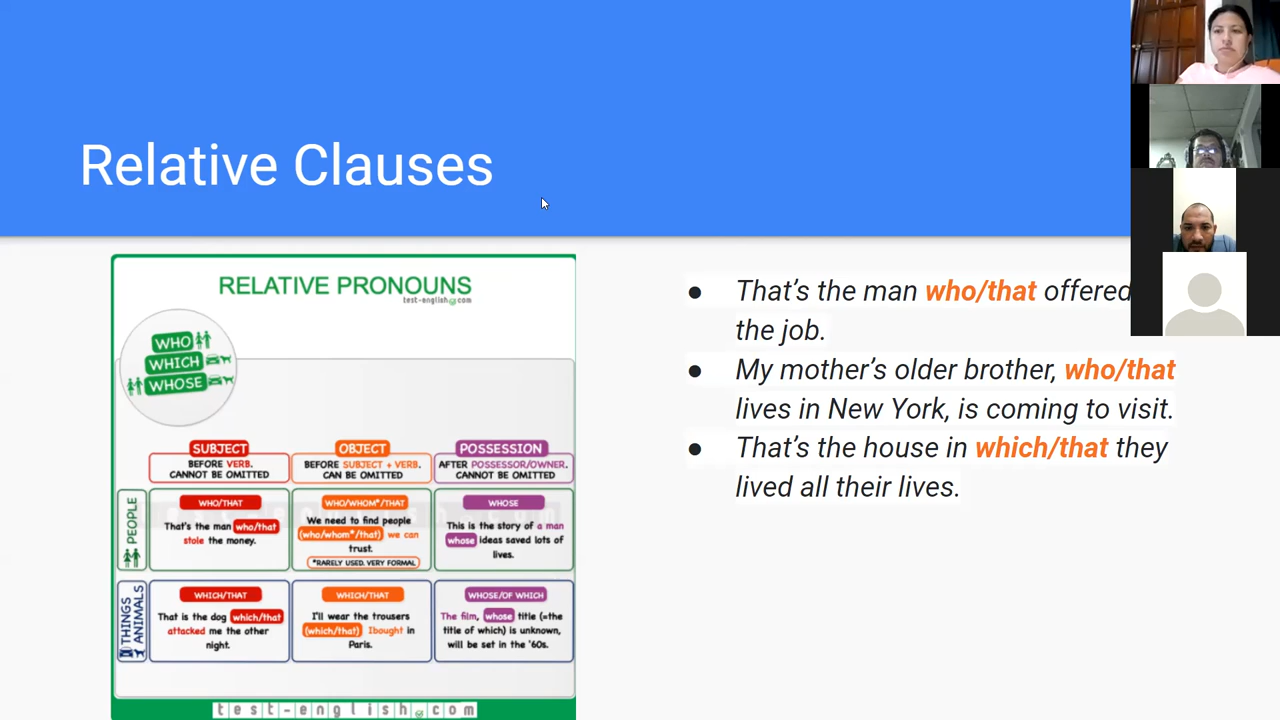 Relative Clauses
RELATIVE PRONOUNS
test-english.com
WHO
WHICH
WHOSE
SUBJECT
BEFORE VERB.
CANNOT BE OMITTED
OBJECT
BEFORE SUBJECT + VERB.
CAN BE OMITTED
POSSESSION
AFTER POSSESSOR/OWNER.
CANNOT BE OMITTED
PEOPLE
WHO/THAT
That's the man who/that
stole the money.
WHO/WHOM*/THAT
We need to find people
(who/whom*/that) we can
trust.
*RARELY USED. VERY FORMAL
WHOSE
This is the story of a man
whose ideas saved lots of
lives.
THINGS
ANIMALS
WHICH/THAT
That is the dog which/that
attacked me the other
night.
WHICH/THAT
I'll wear the trousers
(which/that) Ibought in
Paris.
WHOSE/OF WHICH
The film, whose title (=the
title of which) is unknown,
will be set in the '60s.
test-english.com
● That's the man who/that offered
the job.
● My mother's older brother, who/that
lives in New York, is coming to visit.
● That's the house in which/that they
lived all their lives.